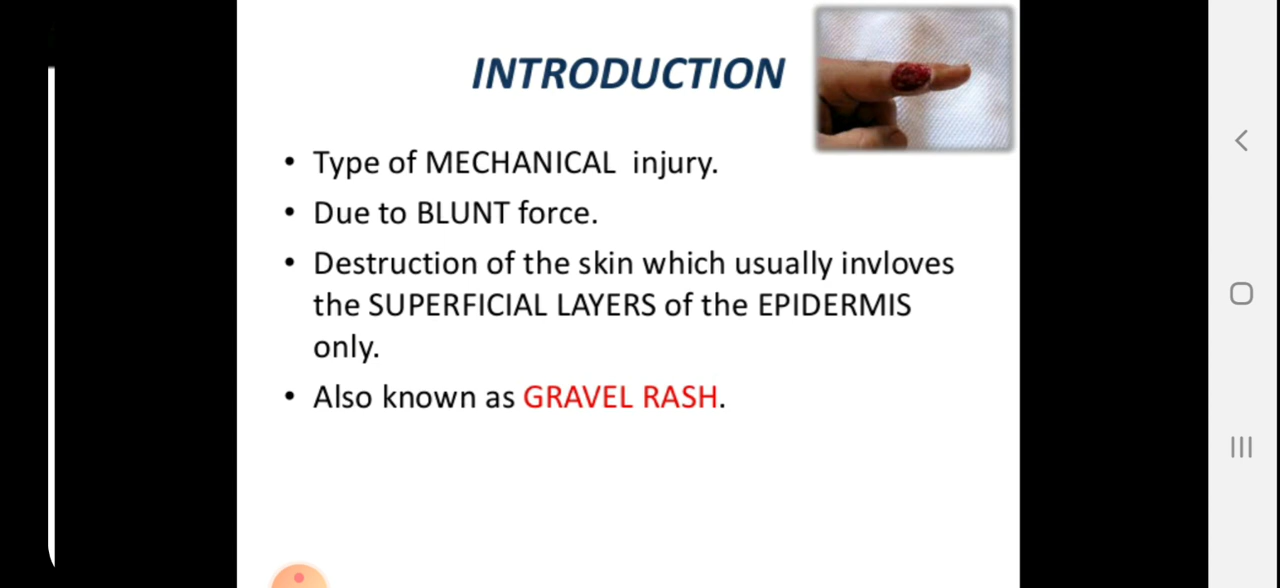 INTRODUCTION
• Type of MECHANICAL injury.
• Due to BLUNT force.
• Destruction of the skin which usually invloves
the SUPERFICIAL LAYERS of the EPIDERMIS
only.
• Also known as GRAVEL RASH.